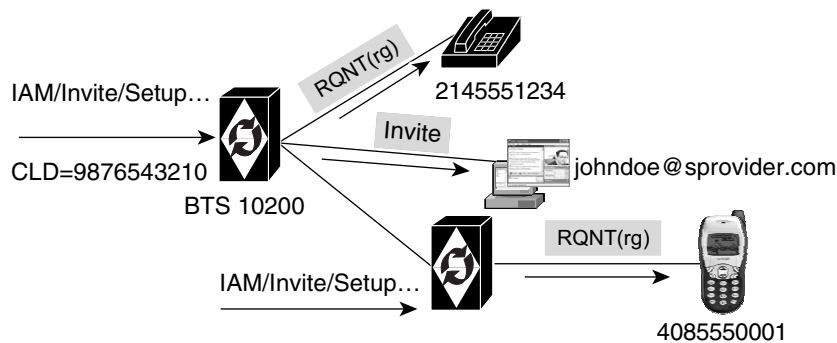 RQNT(rg)
2145551234
IAM/Invite/Setup…
CLD=9876543210
BTS 10200
Invite
johndoe@sprovider.com
IAM/Invite/Setup…
RQNT(rg)
4085550001